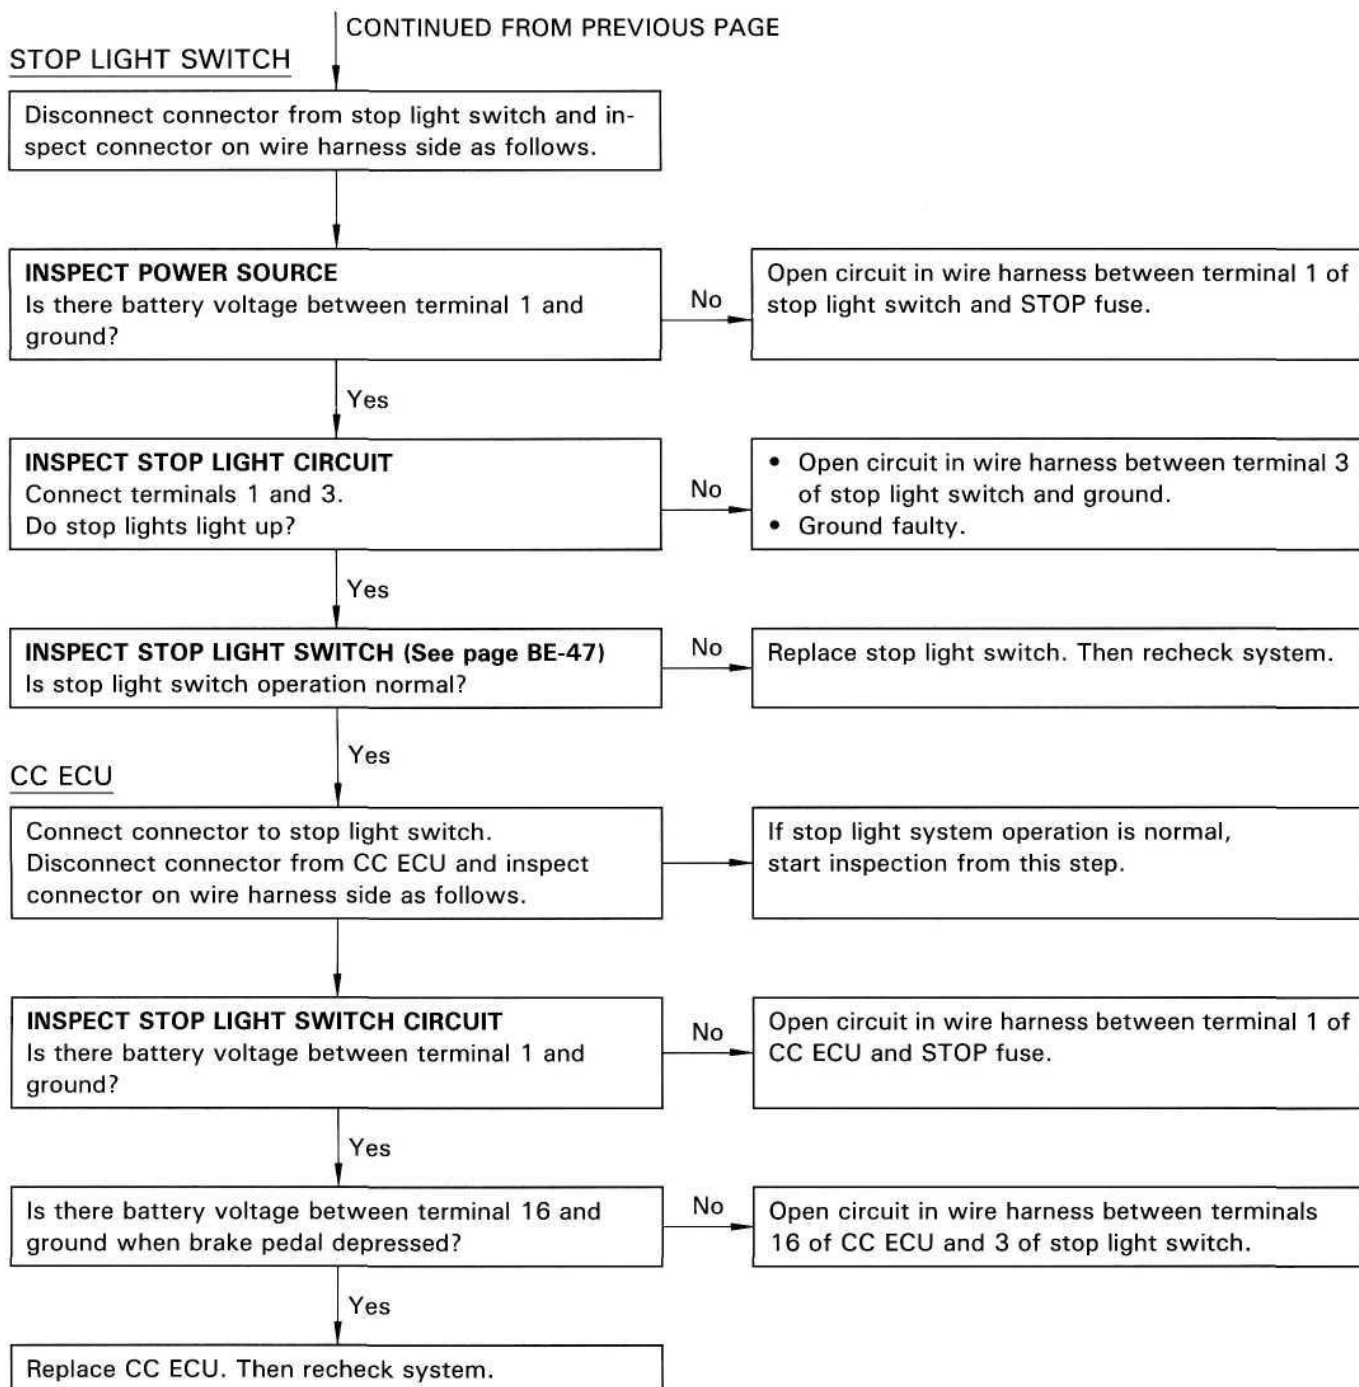 CONTINUED FROM PREVIOUS PAGE
STOP LIGHT SWITCH
Disconnect connector from stop light switch and in-
spect connector on wire harness side as follows.
INSPECT POWER SOURCE
Is there battery voltage between terminal 1 and
ground?
No
Open circuit in wire harness between terminal 1 of
stop light switch and STOP fuse.
Yes
INSPECT STOP LIGHT CIRCUIT
Connect terminals 1 and 3.
Do stop lights light up?
No
• Open circuit in wire harness between terminal 3
of stop light switch and ground.
• Ground faulty.
Yes
INSPECT STOP LIGHT SWITCH (See page BE-47)
Is stop light switch operation normal?
No
Replace stop light switch. Then recheck system.
Yes
CC ECU
Connect connector to stop light switch.
Disconnect connector from CC ECU and inspect
connector on wire harness side as follows.
If stop light system operation is normal,
start inspection from this step.
INSPECT STOP LIGHT SWITCH CIRCUIT
Is there battery voltage between terminal 1 and
ground?
No
Open circuit in wire harness between terminal 1 of
CC ECU and STOP fuse.
Yes
Is there battery voltage between terminal 16 and
ground when brake pedal depressed?
No
Open circuit in wire harness between terminals
16 of CC ECU and 3 of stop light switch.
Yes
Replace CC ECU. Then recheck system.